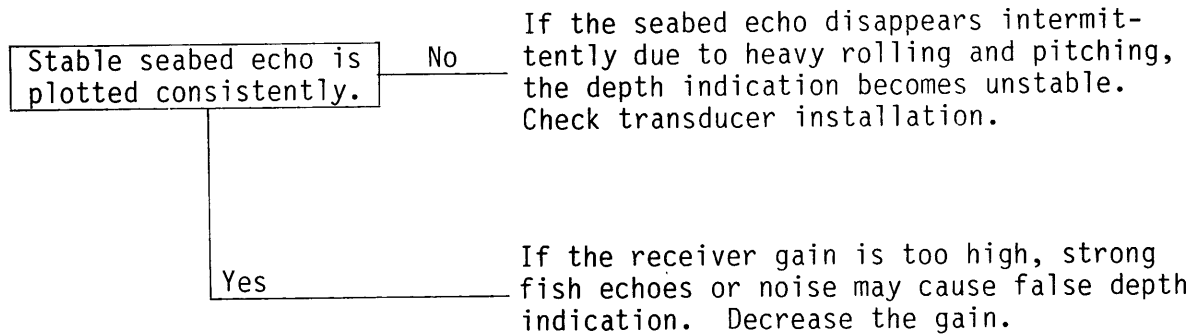 If the seabed echo disappears intermit-
Stable seabed echo is
No
tently due to heavy rolling and pitching,
plotted consistently.
the depth indication becomes unstable.
Check transducer installation.
If the receiver gain is too high, strong
Yes
fish echoes or noise may cause false depth
indication. Decrease the gain.